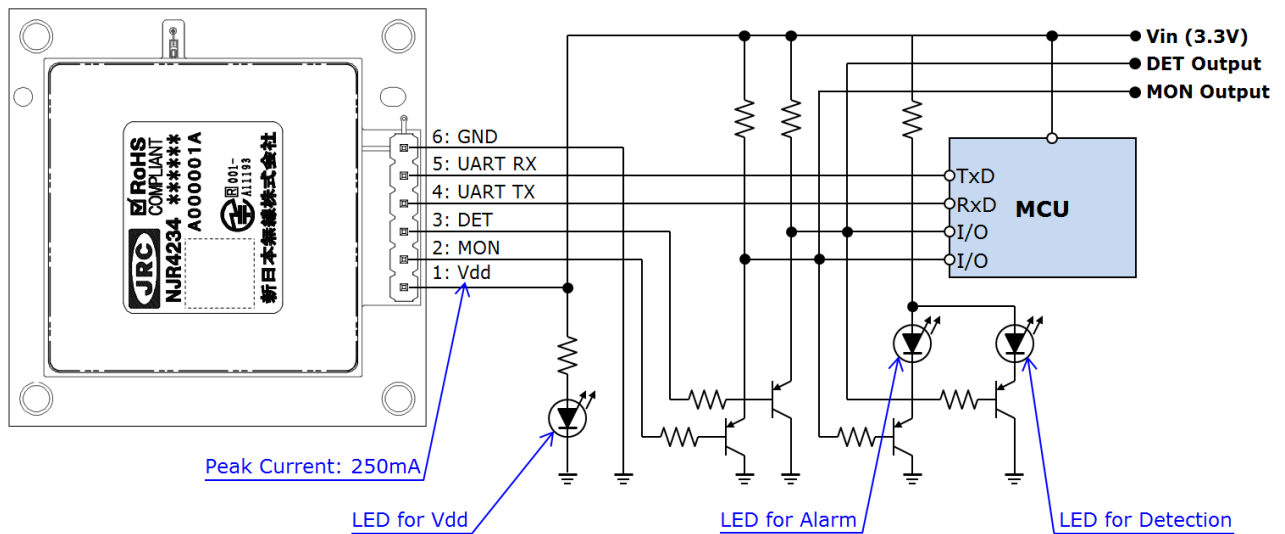 RoHS
COMPLIANT
JRC
NJR4234 ******
A000001A
R 001-
A11193
新日本無線株式会社
6: GND
5: UART RX
4: UART TX
3: DET
2: MON
1: Vdd
Vin (3.3V)
DET Output
MON Output
TxD
RxD
I/O
I/O
MCU
Peak Current: 250mA
LED for Vdd
LED for Alarm
LED for Detection